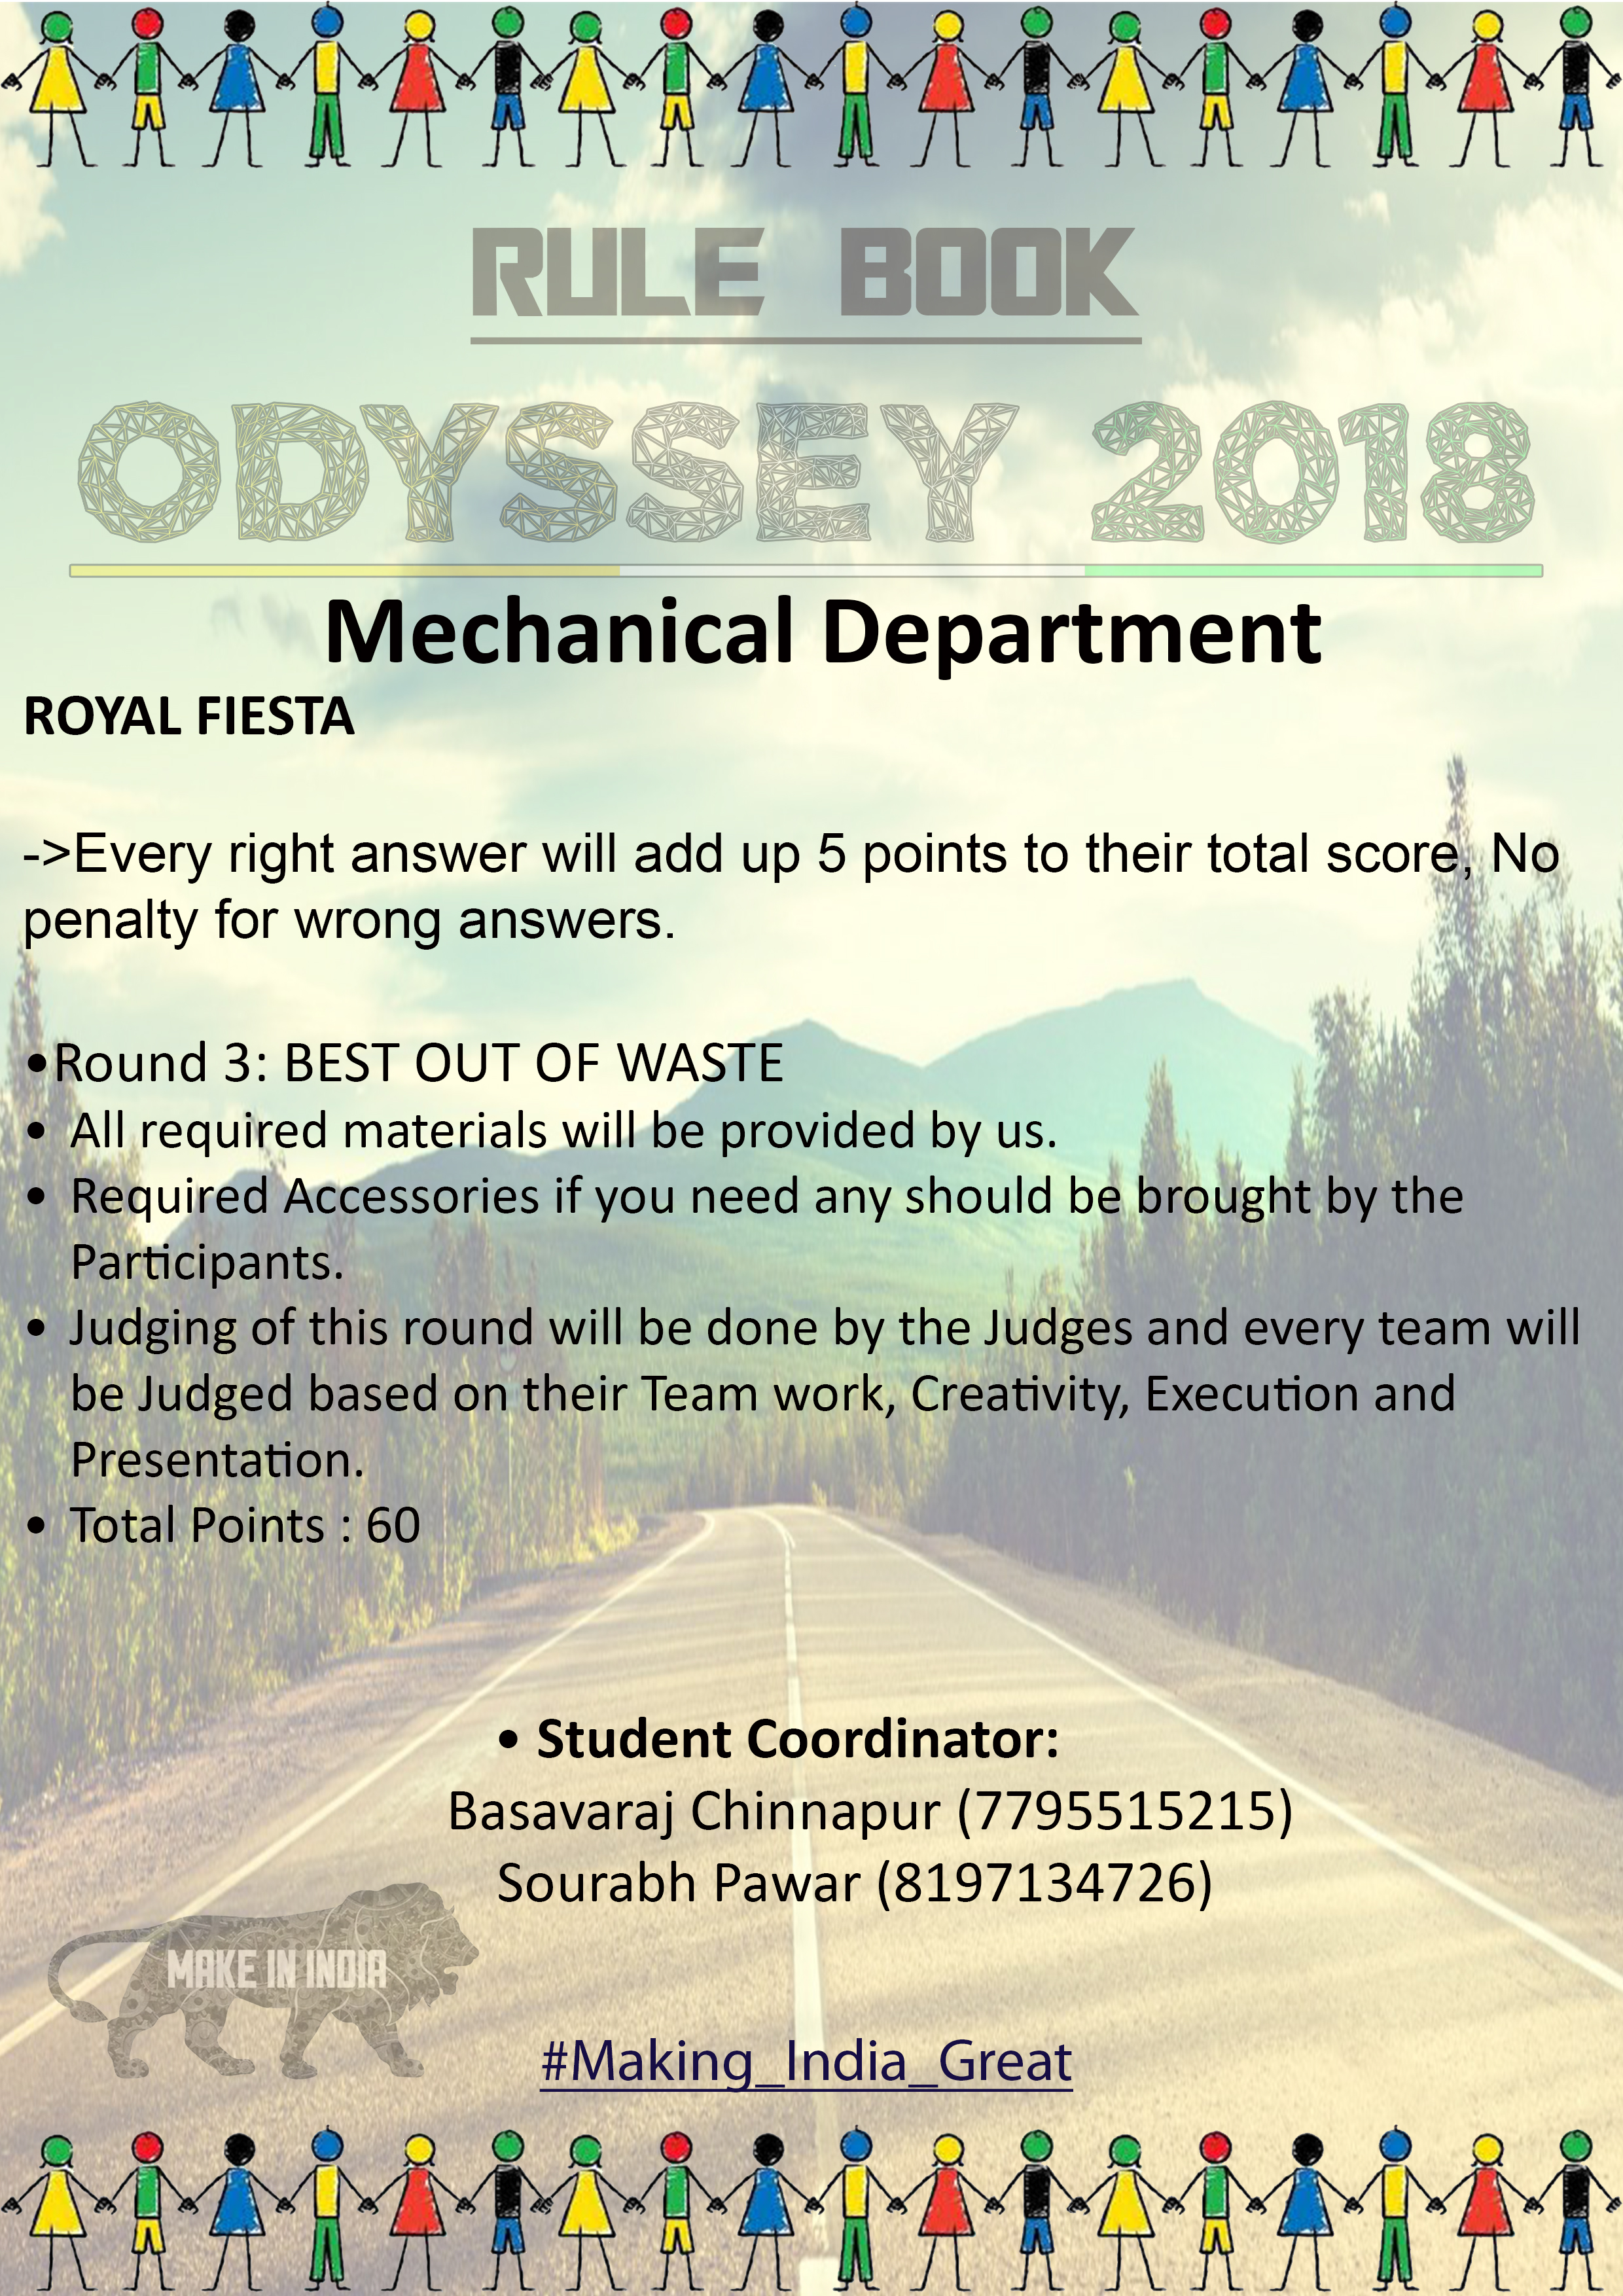 RULE BOOK
ODYSSEY 2018
Mechanical Department
ROYAL FIESTA
->Every right answer will add up 5 points to their total score, No
penalty for wrong answers.
•Round 3: BEST OUT OF WASTE
• All required materials will be provided by us.
• Required Accessories if you need any should be brought by the
Participants.
• Judging of this round will be done by the Judges and every team will
be Judged based on their Team work, Creativity, Execution and
Presentation.
• Total Points : 60
• Student Coordinator:
Basavaraj Chinnapur (7795515215)
Sourabh Pawar (8197134726)
MAKE IN INDIA
#Making_India_Great